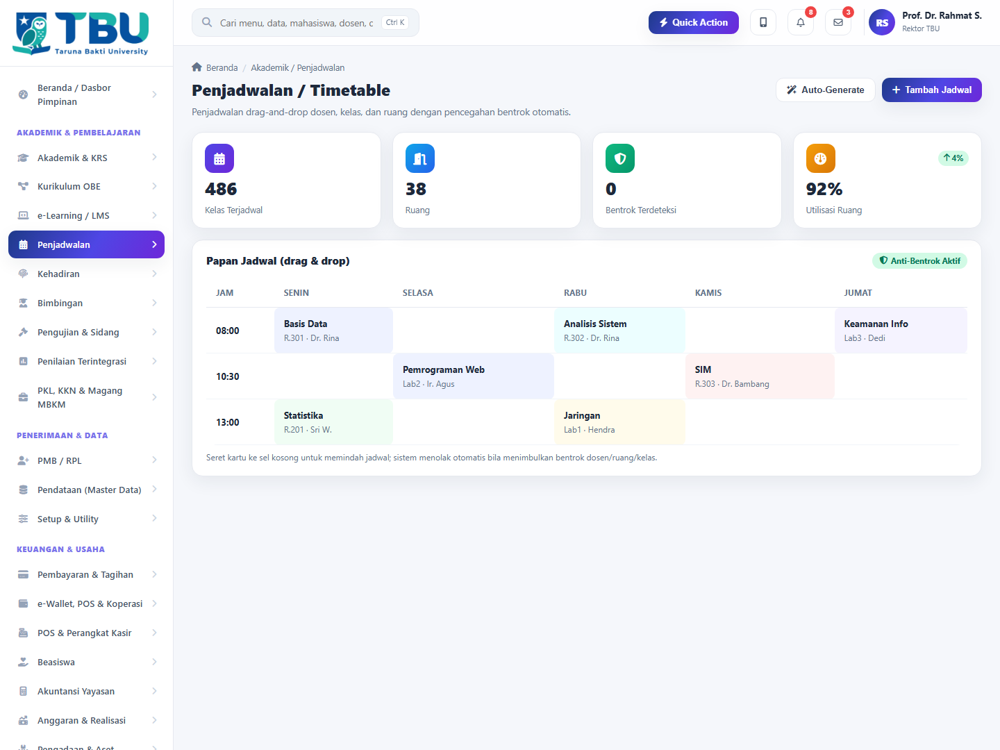 TBU
Taruna Bakti University
Cari menu, data, mahasiswa, dosen, c
Ctrl K
Quick Action
8
3
RS
Prof. Dr. Rahmat S.
Rektor TBU
Beranda / Dasbor
Pimpinan
AKADEMIK & PEMBELAJARAN
Akademik & KRS
Kurikulum OBE
e-Learning / LMS
Penjadwalan
Kehadiran
Bimbingan
Pengujian & Sidang
Penilaian Terintegrasi
PKL, KKN & Magang
MBKM
PENERIMAAN & DATA
PMB / RPL
Pendataan (Master Data)
Setup & Utility
KEUANGAN & USAHA
Pembayaran & Tagihan
e-Wallet, POS & Koperasi
POS & Perangkat Kasir
Beasiswa
Akuntansi Yayasan
Anggaran & Realisasi
Pengadaan & Aset
Beranda / Akademik / Penjadwalan
Penjadwalan / Timetable
Penjadwalan drag-and-drop dosen, kelas, dan ruang dengan pencegahan bentrok otomatis.
Auto-Generate
Tambah Jadwal
486
Kelas Terjadwal
38
Ruang
0
Bentrok Terdeteksi
4%
92%
Utilisasi Ruang
Papan Jadwal (drag & drop)
Anti-Bentrok Aktif
JAM SENIN SELASA RABU KAMIS JUMAT
08:00
Basis Data
R.301 · Dr. Rina
Analisis Sistem
R.302 · Dr. Rina
Keamanan Info
Lab3 · Dedi
10:30
Pemrograman Web
Lab2 · Ir. Agus
SIM
R.303 · Dr. Bambang
13:00
Statistika
R.201 · Sri W.
Jaringan
Lab1 · Hendra
Seret kartu ke sel kosong untuk memindah jadwal; sistem menolak otomatis bila menimbulkan bentrok dosen/ruang/kelas.